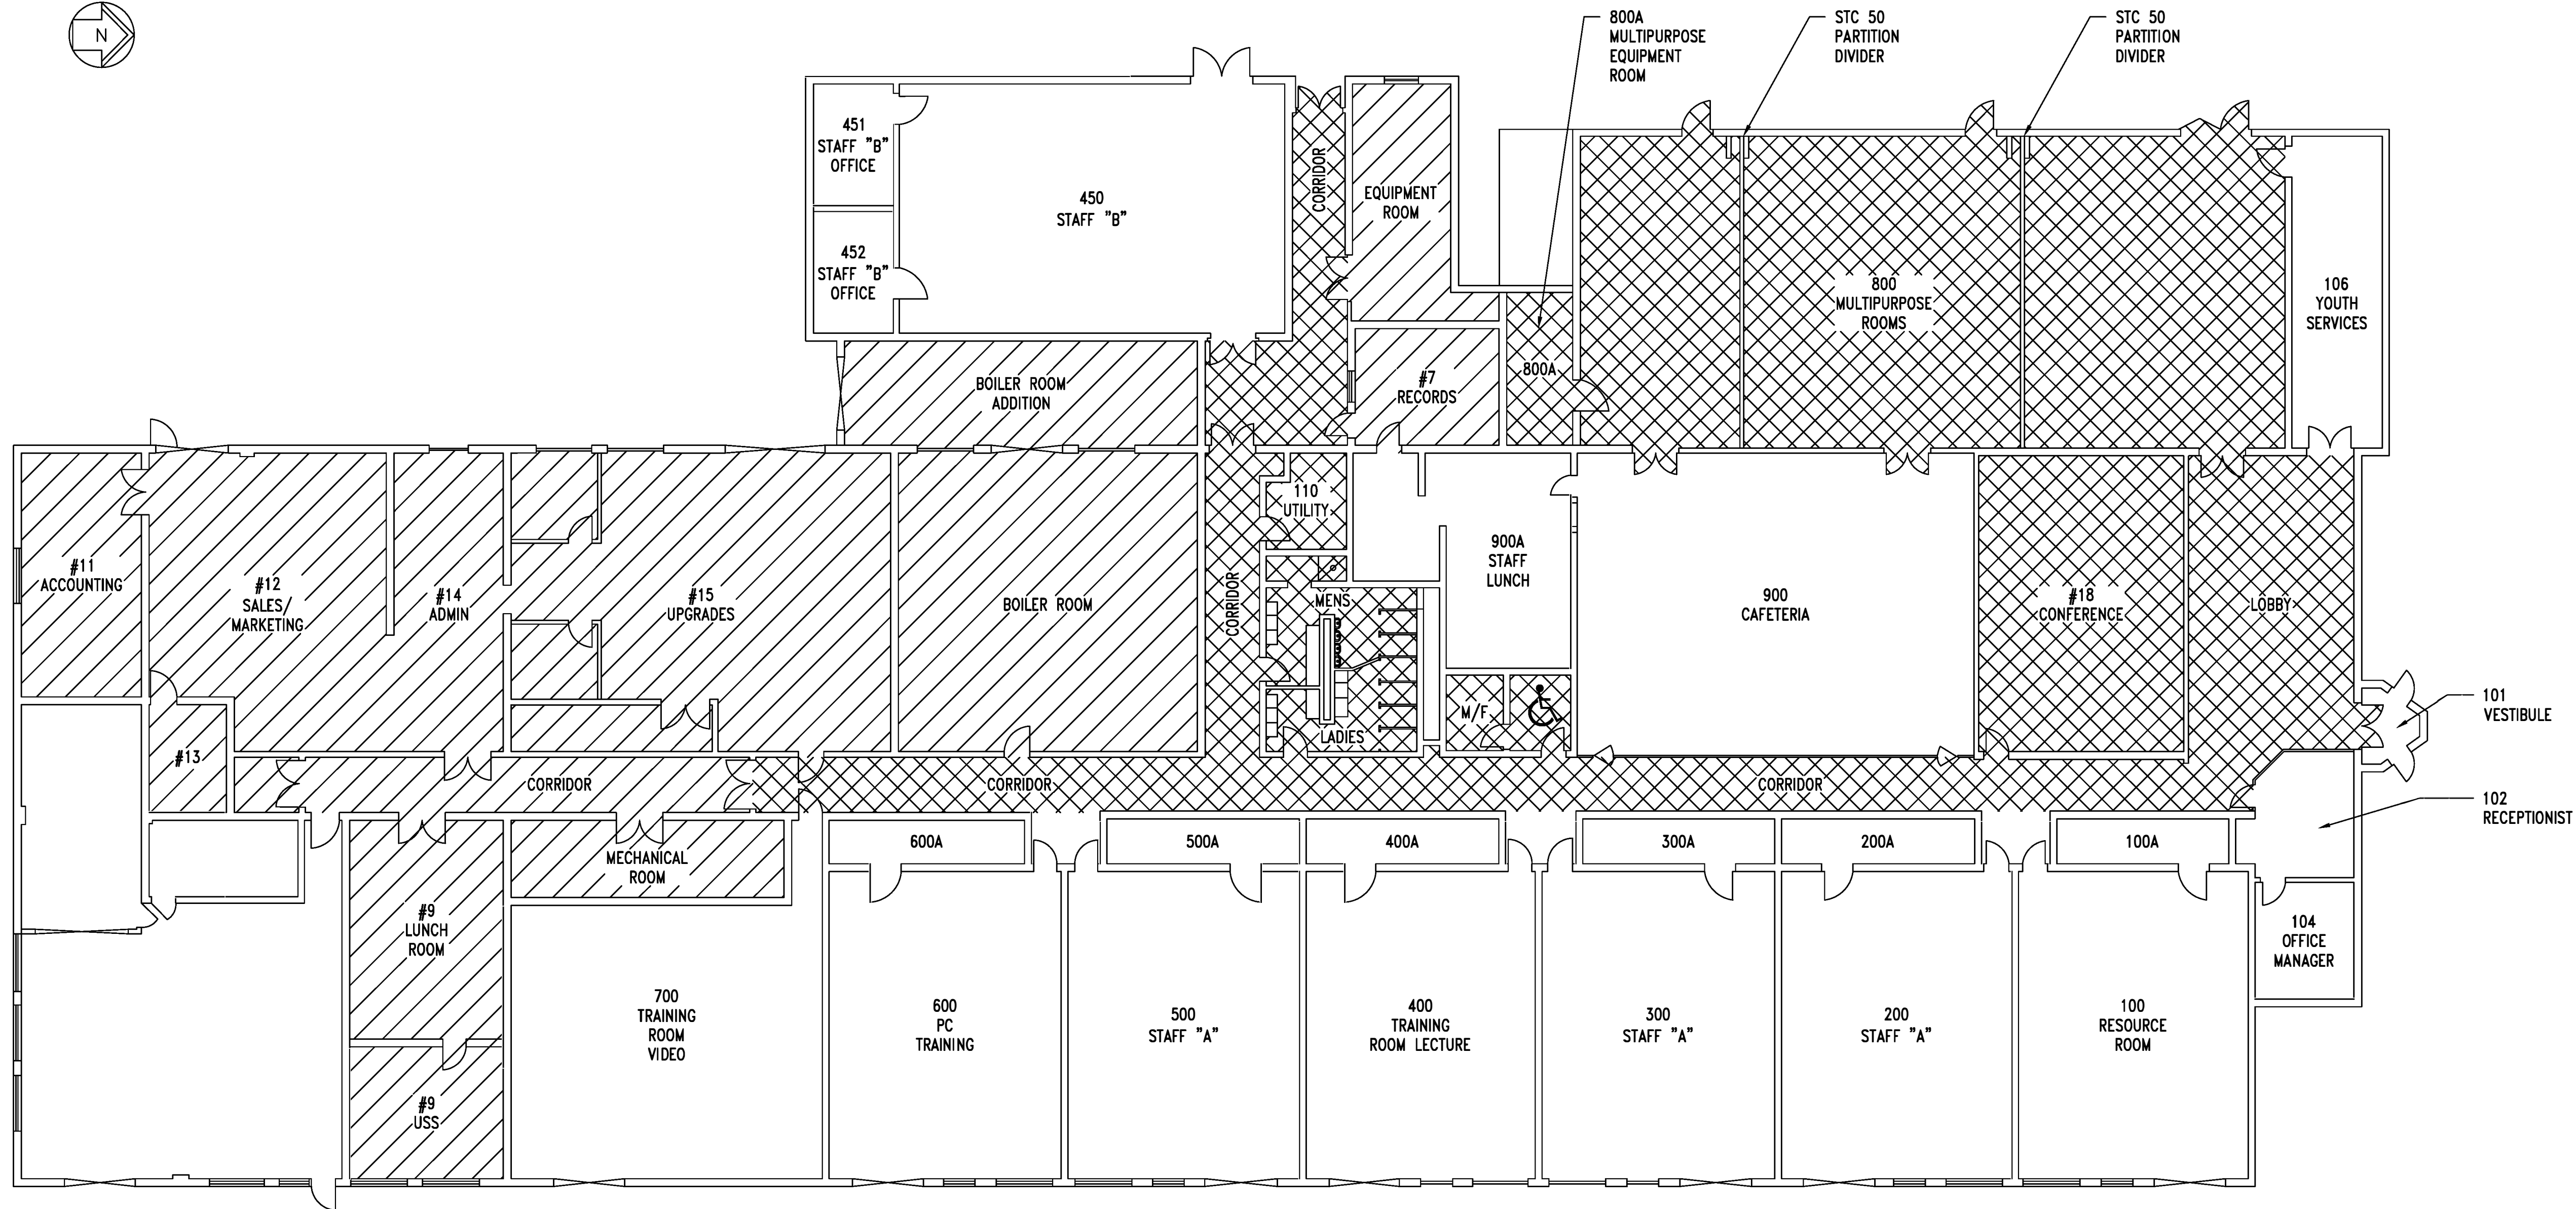 N
800A
MULTIPURPOSE
EQUIPMENT
ROOM
STC 50
PARTITION
DIVIDER
STC 50
PARTITION
DIVIDER
451
STAFF "B"
OFFICE
450
STAFF "B"
452
STAFF "B"
OFFICE
CORRIDOR
EQUIPMENT
ROOM
800
MULTIPURPOSE
ROOMS
106
YOUTH
SERVICES
BOILER ROOM
ADDITION
#7
RECORDS
800A
#11
ACCOUNTING
#12
SALES/
MARKETING
#14
ADMIN
#15
UPGRADES
BOILER ROOM
CORRIDOR
110
UTILITY
MENS
LADIES
900A
STAFF
LUNCH
M/F
900
CAFETERIA
#18
CONFERENCE
LOBBY
101
VESTIBULE
#13
CORRIDOR
CORRIDOR
CORRIDOR
102
RECEPTIONIST
MECHANICAL
ROOM
600A
500A
400A
300A
200A
100A
#9
LUNCH
ROOM
104
OFFICE
MANAGER
700
TRAINING
ROOM
VIDEO
600
PC
TRAINING
500
STAFF "A"
400
TRAINING
ROOM LECTURE
300
STAFF "A"
200
STAFF "A"
100
RESOURCE
ROOM
#9
USS